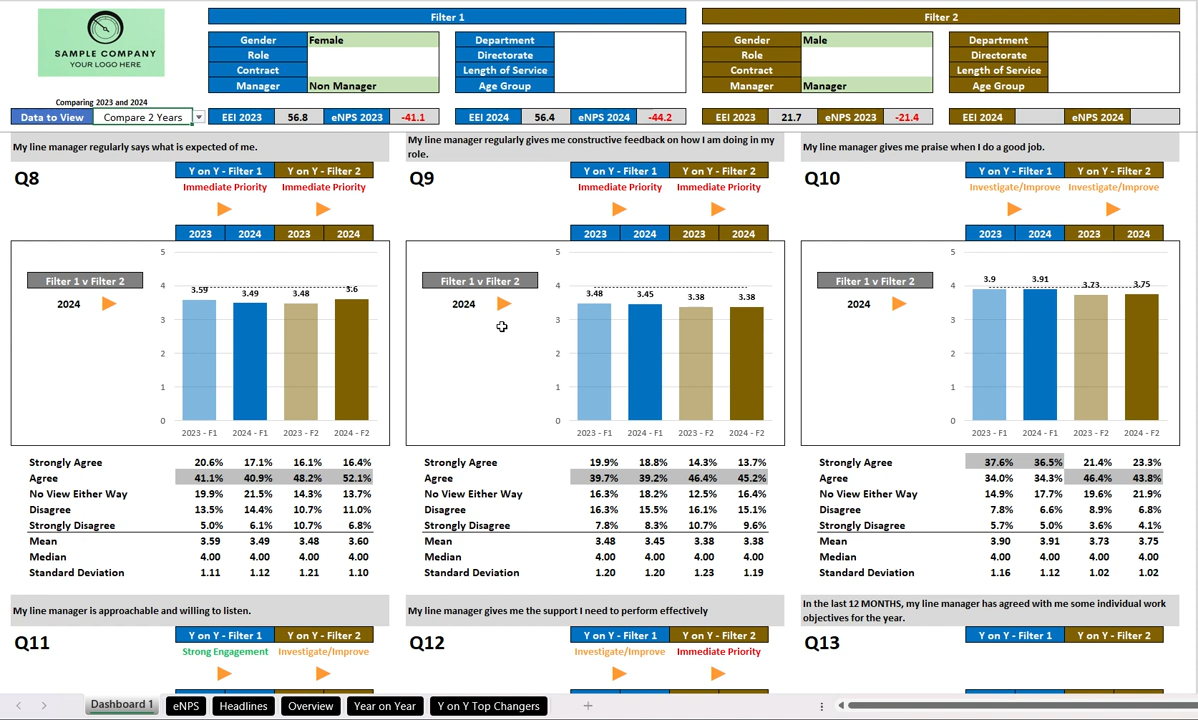 SAMPLE COMPANY
YOUR LOGO HERE
Filter 1
Filter 2
Gender Female Department
Role Directorate
Contract Length of Service
Manager Non Manager Age Group
Gender Male Department
Role Directorate
Contract Length of Service
Manager Manager Age Group
Comparing 2023 and 2024
Data to View Compare 2 Years
EEI 2023 56.8 eNPS 2023 -41.1 EEI 2024 56.4 eNPS 2024 -44.2 EEI 2023 21.7 eNPS 2023 -21.4 EEI 2024 eNPS 2024
My line manager regularly says what is expected of me.
Q8
Y on Y - Filter 1 Y on Y - Filter 2
Immediate Priority Immediate Priority
2023 2024 2023 2024
Filter 1 v Filter 2
2024
5
4
3
2
1
0
3.59 3.49 3.48 3.6
2023 - F1 2024 - F1 2023 - F2 2024 - F2
Strongly Agree 20.6% 17.1% 16.1% 16.4%
Agree 41.1% 40.9% 48.2% 52.1%
No View Either Way 19.9% 21.5% 14.3% 13.7%
Disagree 13.5% 14.4% 10.7% 11.0%
Strongly Disagree 5.0% 6.1% 10.7% 6.8%
Mean 3.59 3.49 3.48 3.60
Median 4.00 4.00 4.00 4.00
Standard Deviation 1.11 1.12 1.21 1.10
My line manager regularly gives me constructive feedback on how I am doing in my
role.
Q9
Y on Y - Filter 1 Y on Y - Filter 2
Immediate Priority Immediate Priority
2023 2024 2023 2024
Filter 1 v Filter 2
2024
5
4
3
2
1
0
3.48 3.45 3.38 3.38
2023 - F1 2024 - F1 2023 - F2 2024 - F2
Strongly Agree 19.9% 18.8% 14.3% 13.7%
Agree 39.7% 39.2% 46.4% 45.2%
No View Either Way 16.3% 18.2% 12.5% 16.4%
Disagree 16.3% 15.5% 16.1% 15.1%
Strongly Disagree 7.8% 8.3% 10.7% 9.6%
Mean 3.48 3.45 3.38 3.38
Median 4.00 4.00 4.00 4.00
Standard Deviation 1.20 1.20 1.23 1.19
My line manager gives me praise when I do a good job.
Q10
Y on Y - Filter 1 Y on Y - Filter 2
Investigate/Improve Investigate/Improve
2023 2024 2023 2024
Filter 1 v Filter 2
2024
5
4
3
2
1
0
3.9 3.91 3.73 3.75
2023 - F1 2024 - F1 2023 - F2 2024 - F2
Strongly Agree 37.6% 36.5% 21.4% 23.3%
Agree 34.0% 34.3% 46.4% 43.8%
No View Either Way 14.9% 17.7% 19.6% 21.9%
Disagree 7.8% 6.6% 8.9% 6.8%
Strongly Disagree 5.7% 5.0% 3.6% 4.1%
Mean 3.90 3.91 3.73 3.75
Median 4.00 4.00 4.00 4.00
Standard Deviation 1.16 1.12 1.02 1.02
My line manager is approachable and willing to listen.
Q11
Y on Y - Filter 1 Y on Y - Filter 2
Strong Engagement Investigate/Improve
My line manager gives me the support I need to perform effectively
Q12
Y on Y - Filter 1 Y on Y - Filter 2
Investigate/Improve Immediate Priority
In the last 12 MONTHS, my line manager has agreed with me some individual work
objectives for the year.
Q13
Y on Y - Filter 1 Y on Y - Filter 2
Dashboard 1 eNPS Headlines Overview Year on Year Y on Y Top Changers